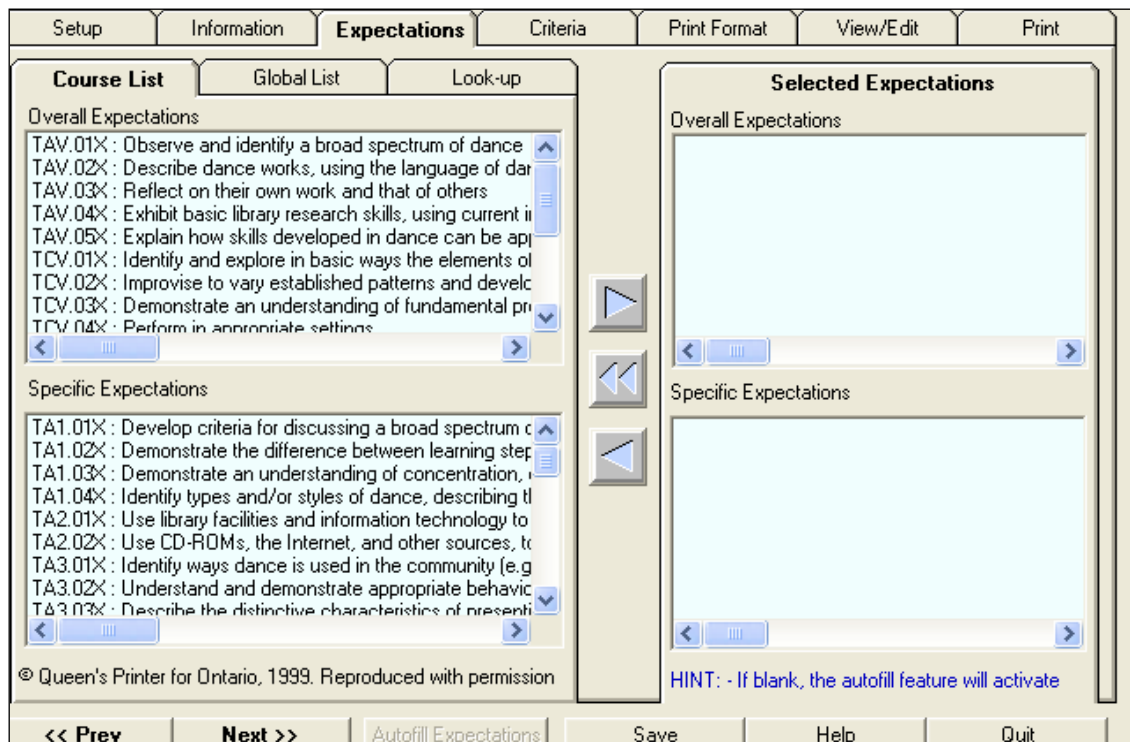 Setup Information Expectations Criteria Print Format View/Edit Print
Course List Global List Look-up
Overall Expectations
TAV.01X : Observe and identify a broad spectrum of dance
TAV.02X : Describe dance works, using the language of
TAV.03X : Reflect on their own work and that of others
TAV.04X : Exhibit basic library research skills, using current
TAV.05X : Explain how skills developed in dance can be
TCV.01X : Identify and explore in basic ways the elements
TCV.02X : Improvise to vary established patterns and
TCV.03X : Demonstrate an understanding of fundamental
TCV.04X : Perform in appropriate settings
Specific Expectations
TA1.01X : Develop criteria for discussing a broad spectrum
TA1.02X : Demonstrate the difference between learning
TA1.03X : Demonstrate an understanding of concentration,
TA1.04X : Identify types and/or styles of dance, describing
TA2.01X : Use library facilities and information technology to
TA2.02X : Use CD-ROMs, the Internet, and other sources,
TA3.01X : Identify ways dance is used in the community
TA3.02X : Understand and demonstrate appropriate
TA3.03X : Describe the distinctive characteristics of
© Queen's Printer for Ontario, 1999. Reproduced with permission
Selected Expectations
Overall Expectations
Specific Expectations
HINT: - If blank, the autofill feature will activate
<< Prev Next >> Autofill Expectations Save Help Quit